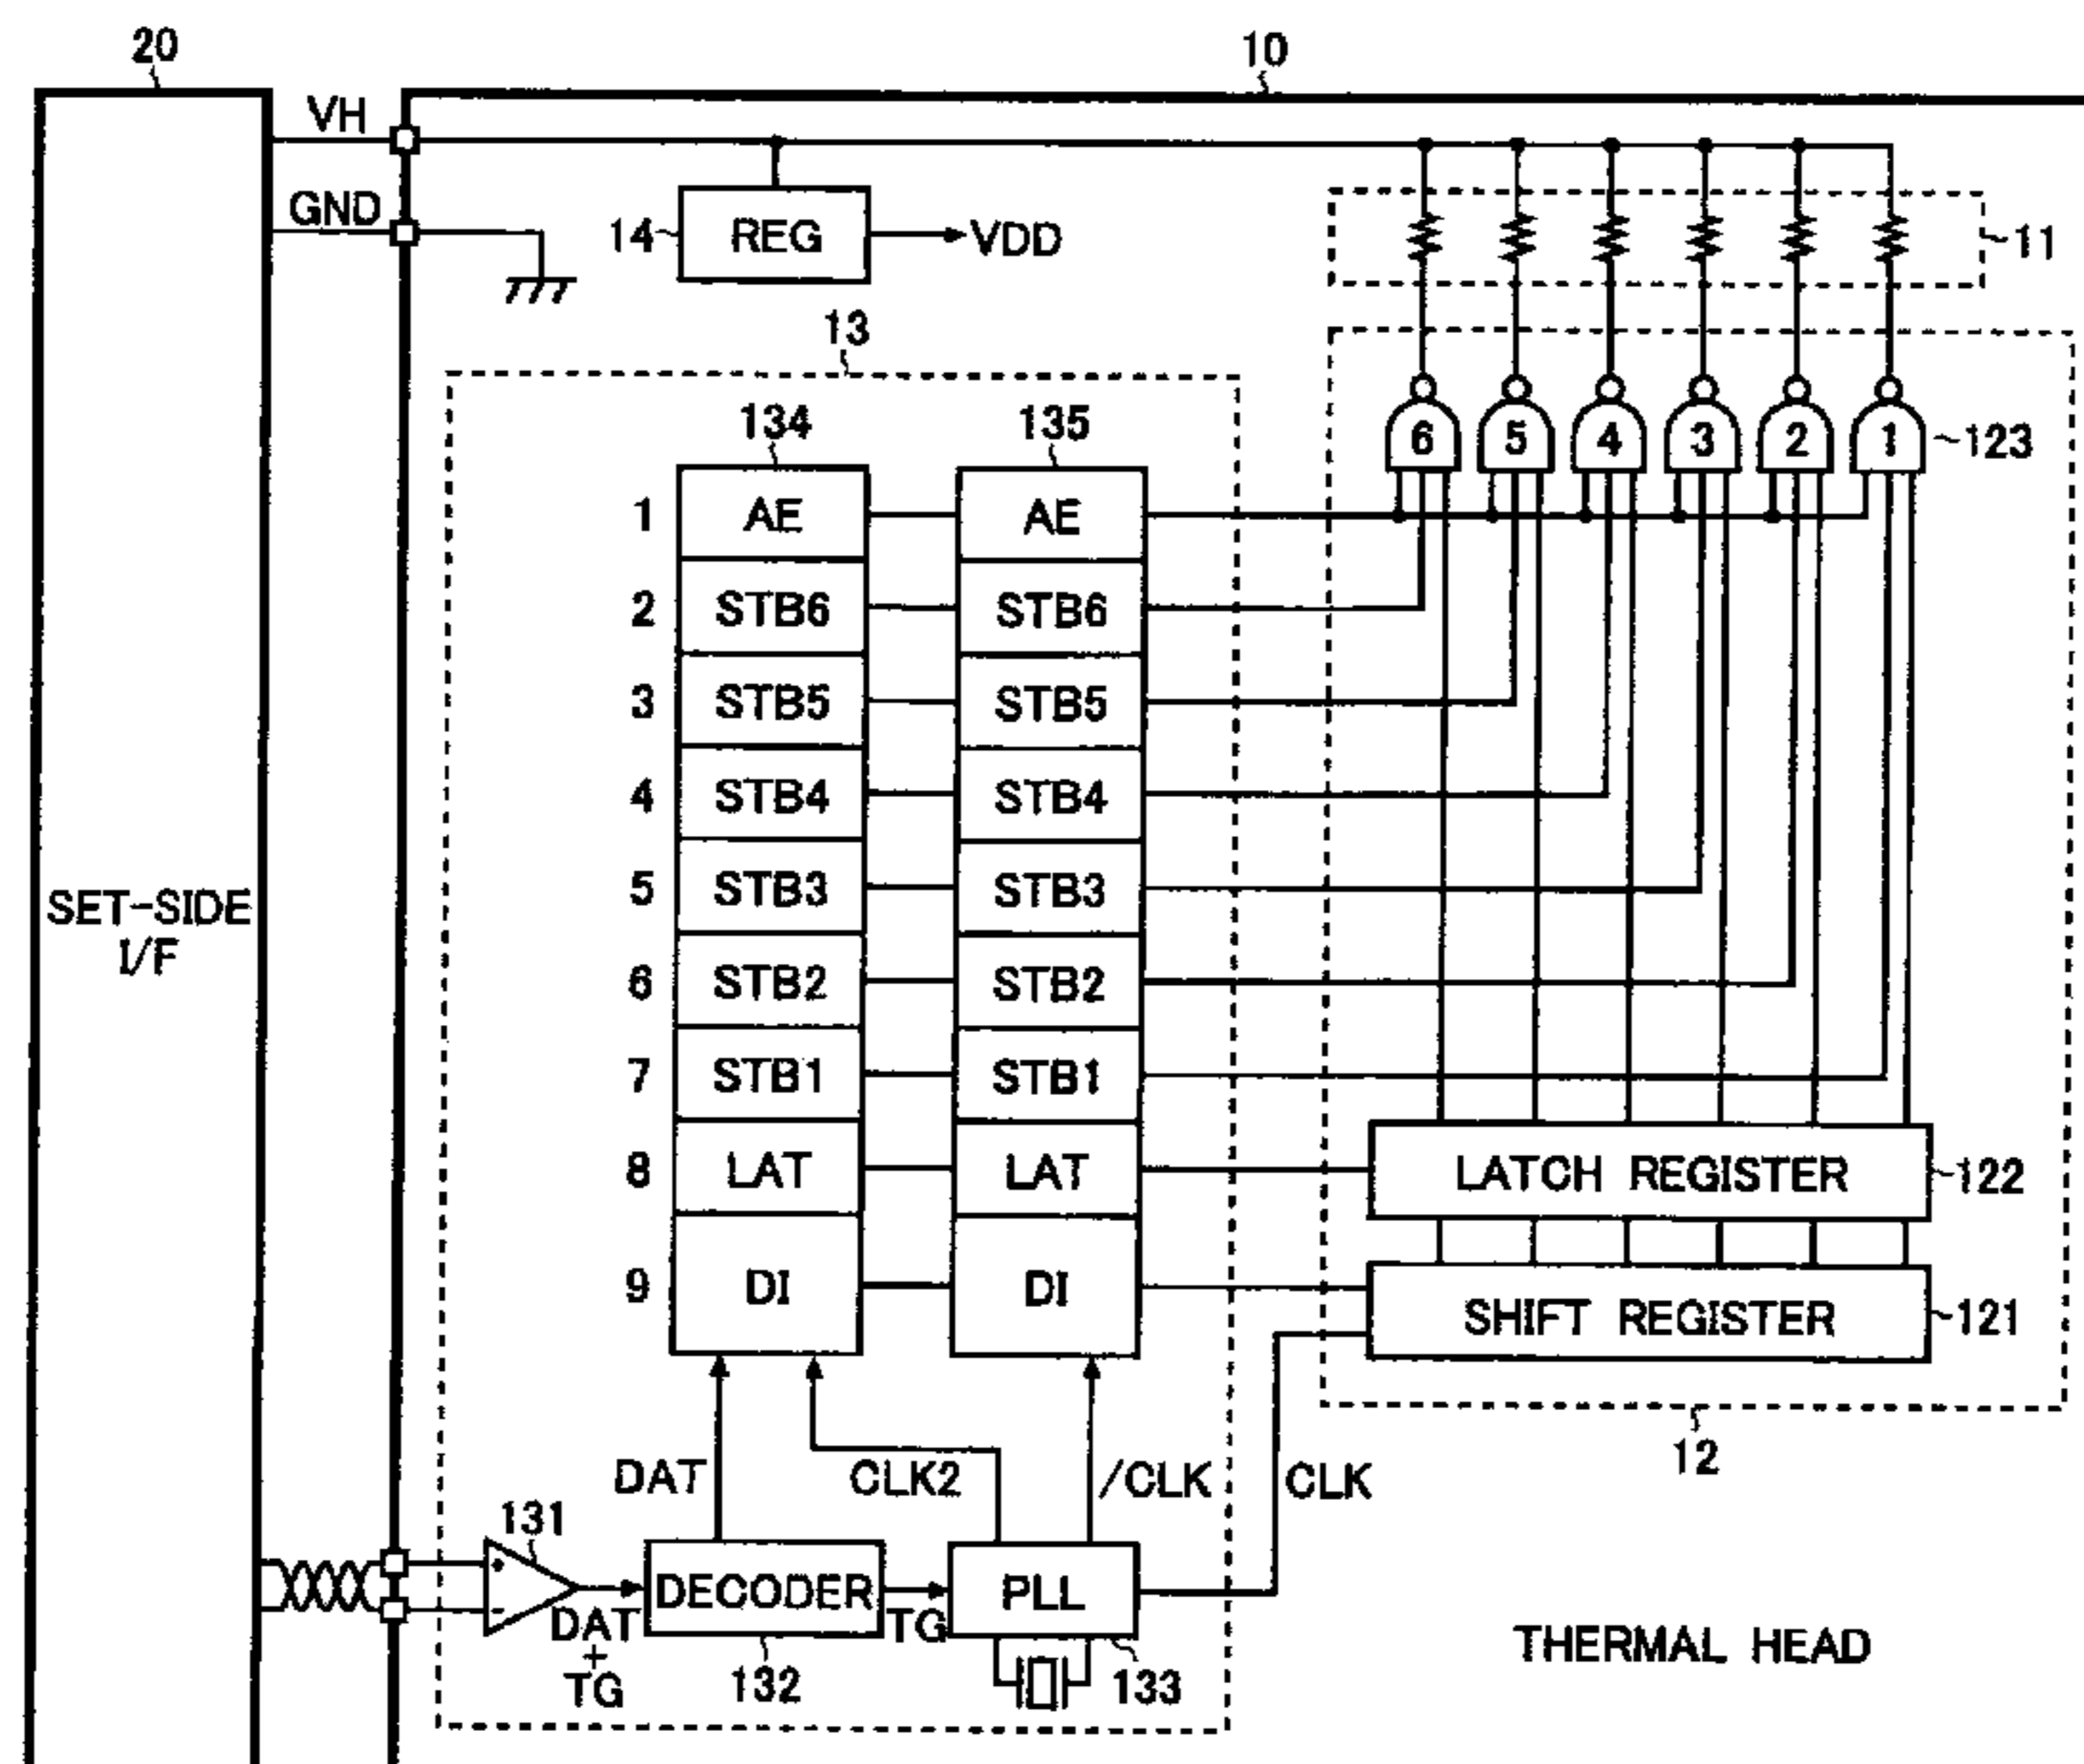 20
10
VH
GND
14
REG
VDD
11
13
134
135
6
5
4
3
2
1
123
1
AE
AE
2
STB6
STB6
3
STB5
STB5
4
STB4
STB4
5
STB3
STB3
SET-SIDE
I/F
6
STB2
STB2
7
STB1
STB1
8
LAT
LAT
LATCH REGISTER
122
9
DI
DI
SHIFT REGISTER
121
12
DAT
CLK2
/CLK
CLK
131
+
-
DAT
+
TG
DECODER
132
TG
PLL
133
THERMAL HEAD